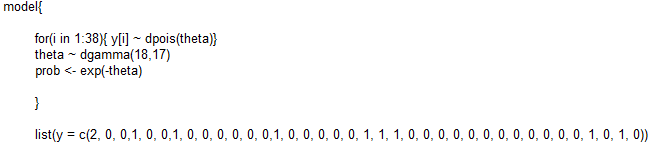 model{
for(i in 1:38){ y[i] ~ dpois(theta)}
theta ~ dgamma(18,17)
prob <- exp(-theta)
}
list(y = c(2, 0, 0,1, 0, 0,1, 0, 0, 0, 0, 0, 0,1, 0, 0, 0, 0, 0, 1, 1, 1, 0, 0, 0, 0, 0, 0, 0, 0, 0, 0, 0, 0, 1, 0, 1, 0))